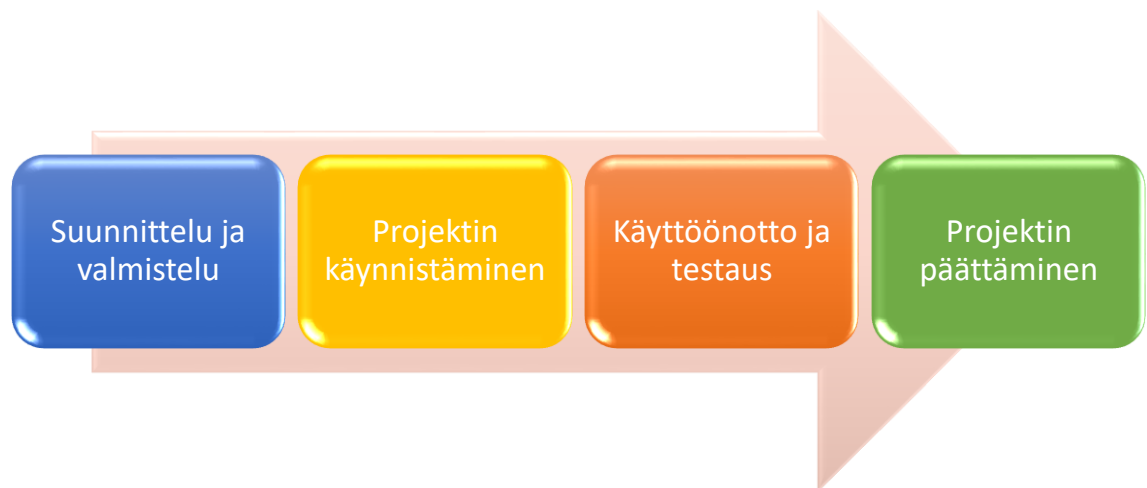 Suunnittelu ja
valmistelu
Projektin
käynnistäminen
Käyttöönotto ja
testaus
Projektin
päättäminen